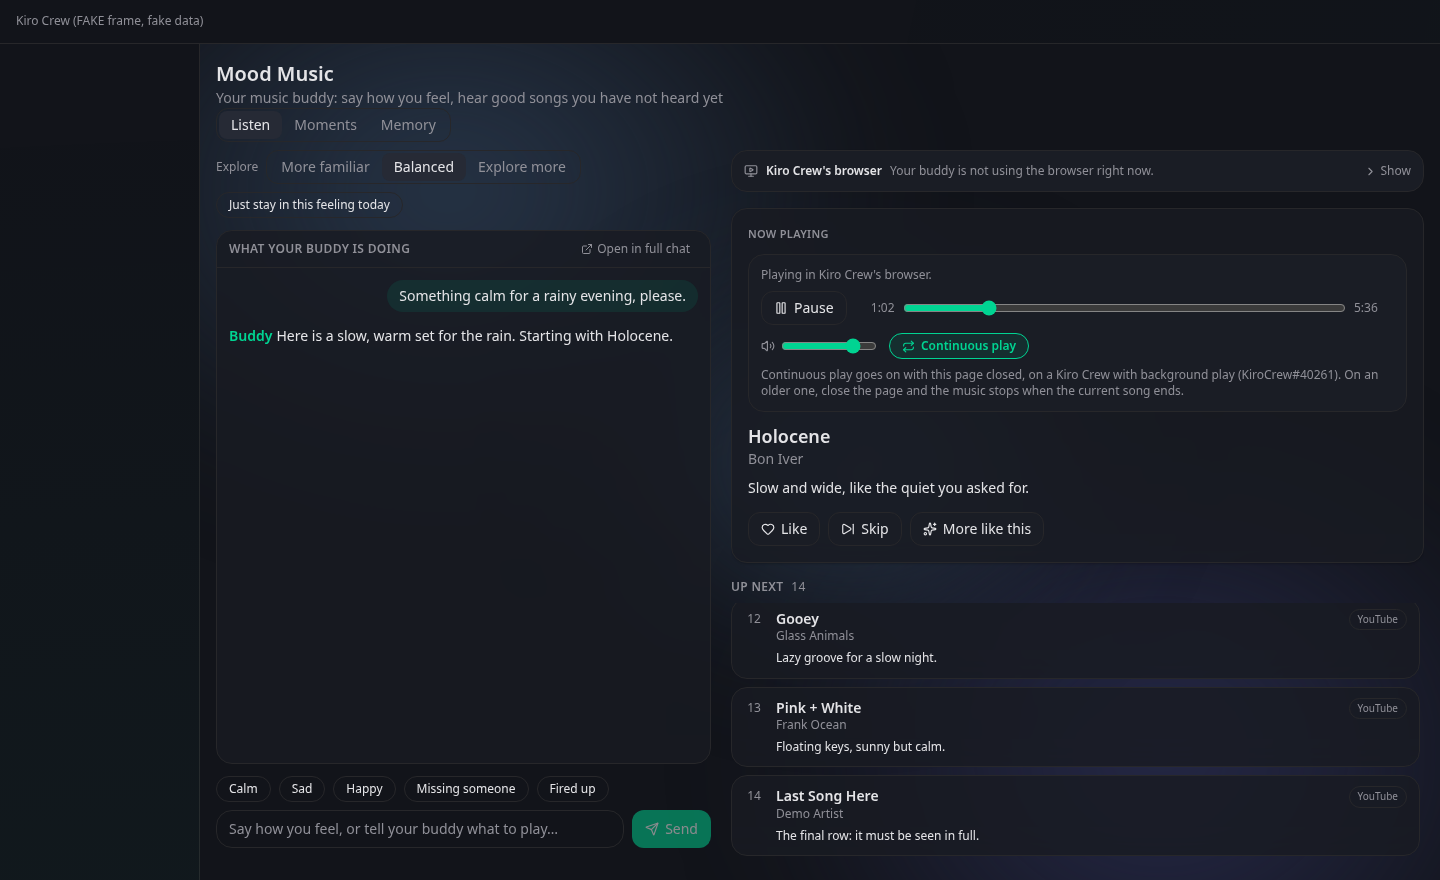 Kiro Crew (FAKE frame, fake data)
Mood Music
Your music buddy: say how you feel, hear good songs you have not heard yet
Listen
Moments
Memory
Explore
More familiar
Balanced
Explore more
Just stay in this feeling today
WHAT YOUR BUDDY IS DOING
Open in full chat
Something calm for a rainy evening, please.
Buddy Here is a slow, warm set for the rain. Starting with Holocene.
Calm
Sad
Happy
Missing someone
Fired up
Say how you feel, or tell your buddy what to play...
Send
Kiro Crew's browser
Your buddy is not using the browser right now.
Show
NOW PLAYING
Playing in Kiro Crew's browser.
Pause
1:02
5:36
Continuous play
Continuous play goes on with this page closed, on a Kiro Crew with background play (KiroCrew#40261). On an
older one, close the page and the music stops when the current song ends.
Holocene
Bon Iver
Slow and wide, like the quiet you asked for.
Like
Skip
More like this
UP NEXT 14
12
Gooey
YouTube
Glass Animals
Lazy groove for a slow night.
13
Pink + White
YouTube
Frank Ocean
Floating keys, sunny but calm.
14
Last Song Here
YouTube
Demo Artist
The final row: it must be seen in full.